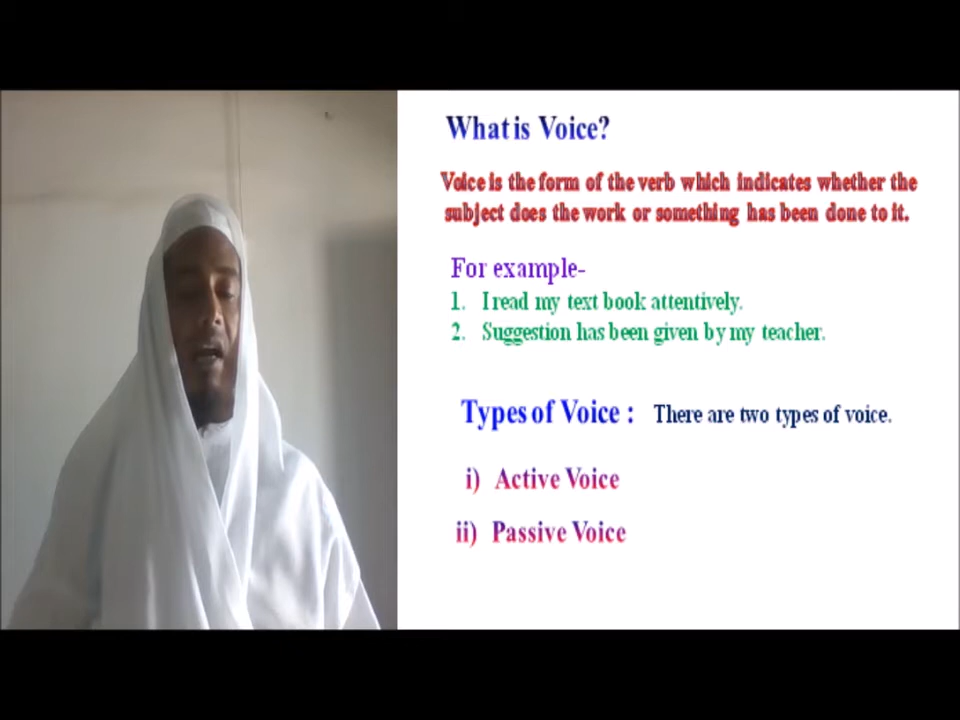 What is Voice?
Voice is the form of the verb which indicates whether the
subject does the work or something has been done to it.
For example-
1. I read my text book attentively.
2. Suggestion has been given by my teacher.
Types of Voice : There are two types of voice.
i) Active Voice
ii) Passive Voice